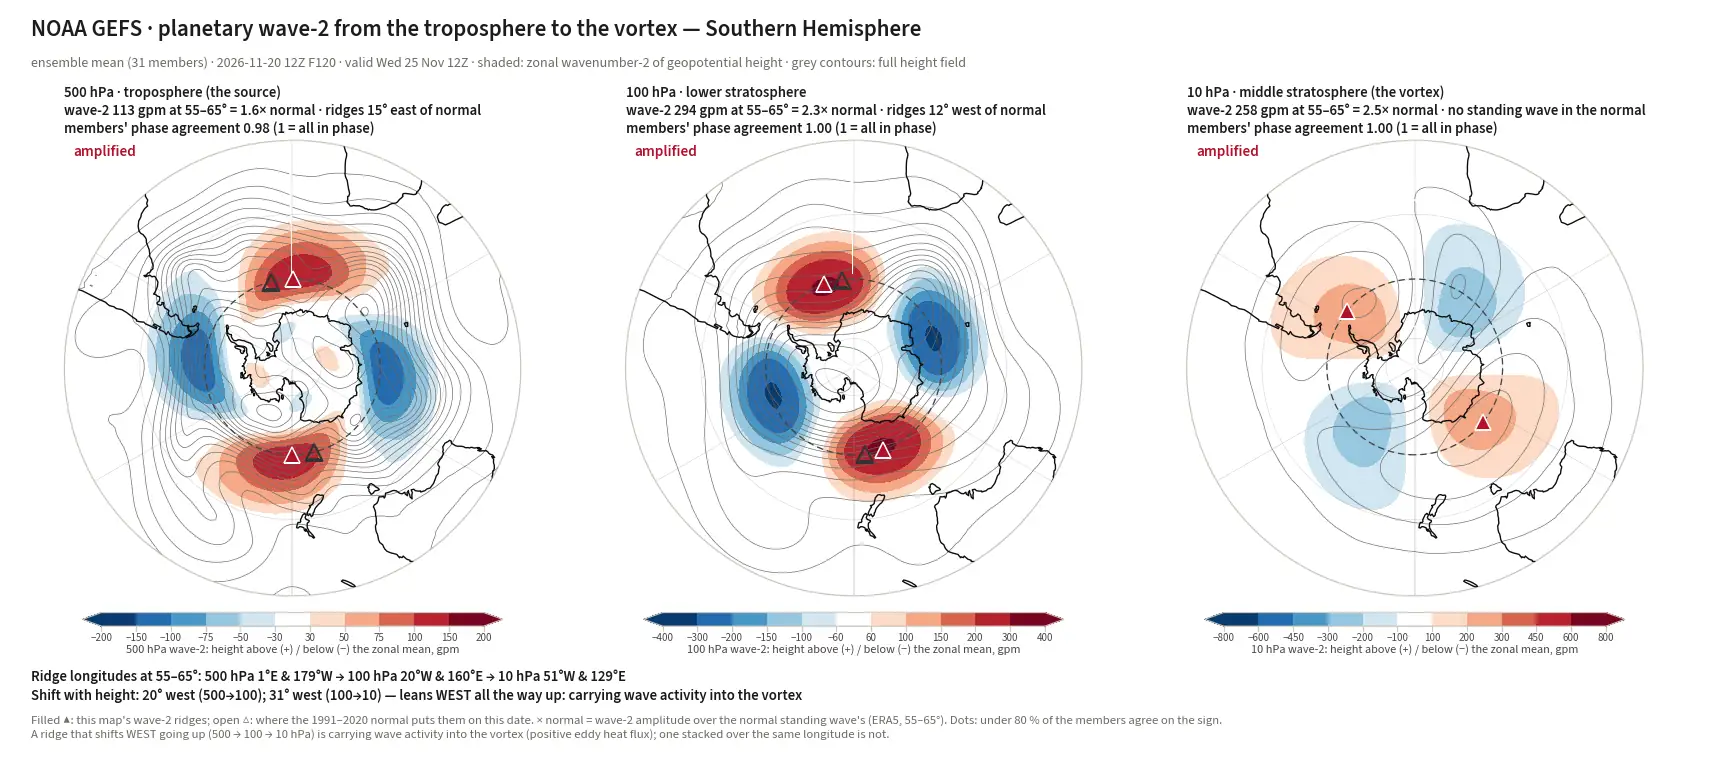 NOAA GEFS · planetary wave-2 from the troposphere to the vortex — Southern Hemisphere
ensemble mean (31 members) · 2026-11-20 12Z F120 · valid Wed 25 Nov 12Z · shaded: zonal wavenumber-2 of geopotential height · grey contours: full height field
500 hPa · troposphere (the source)
wave-2 113 gpm at 55–65° = 1.6× normal · ridges 15° east of normal
members' phase agreement 0.98 (1 = all in phase)
amplified
100 hPa · lower stratosphere
wave-2 294 gpm at 55–65° = 2.3× normal · ridges 12° west of normal
members' phase agreement 1.00 (1 = all in phase)
amplified
10 hPa · middle stratosphere (the vortex)
wave-2 258 gpm at 55–65° = 2.5× normal · no standing wave in the normal
members' phase agreement 1.00 (1 = all in phase)
amplified
−200 −150 −100 −75 −50 −30 30 50 75 100 150 200
500 hPa wave-2: height above (+) / below (−) the zonal mean, gpm
−400 −300 −200 −150 −100 −60 60 100 150 200 300 400
100 hPa wave-2: height above (+) / below (−) the zonal mean, gpm
−800 −600 −450 −300 −200 −100 100 200 300 450 600 800
10 hPa wave-2: height above (+) / below (−) the zonal mean, gpm
Ridge longitudes at 55–65°: 500 hPa 1°E & 179°W → 100 hPa 20°W & 160°E → 10 hPa 51°W & 129°E
Shift with height: 20° west (500→100); 31° west (100→10) — leans WEST all the way up: carrying wave activity into the vortex
Filled ▲: this map's wave-2 ridges; open △: where the 1991–2020 normal puts them on this date. × normal = wave-2 amplitude over the normal standing wave's (ERA5, 55–65°). Dots: under 80 % of the members agree on the sign.
A ridge that shifts WEST going up (500 → 100 → 10 hPa) is carrying wave activity into the vortex (positive eddy heat flux); one stacked over the same longitude is not.